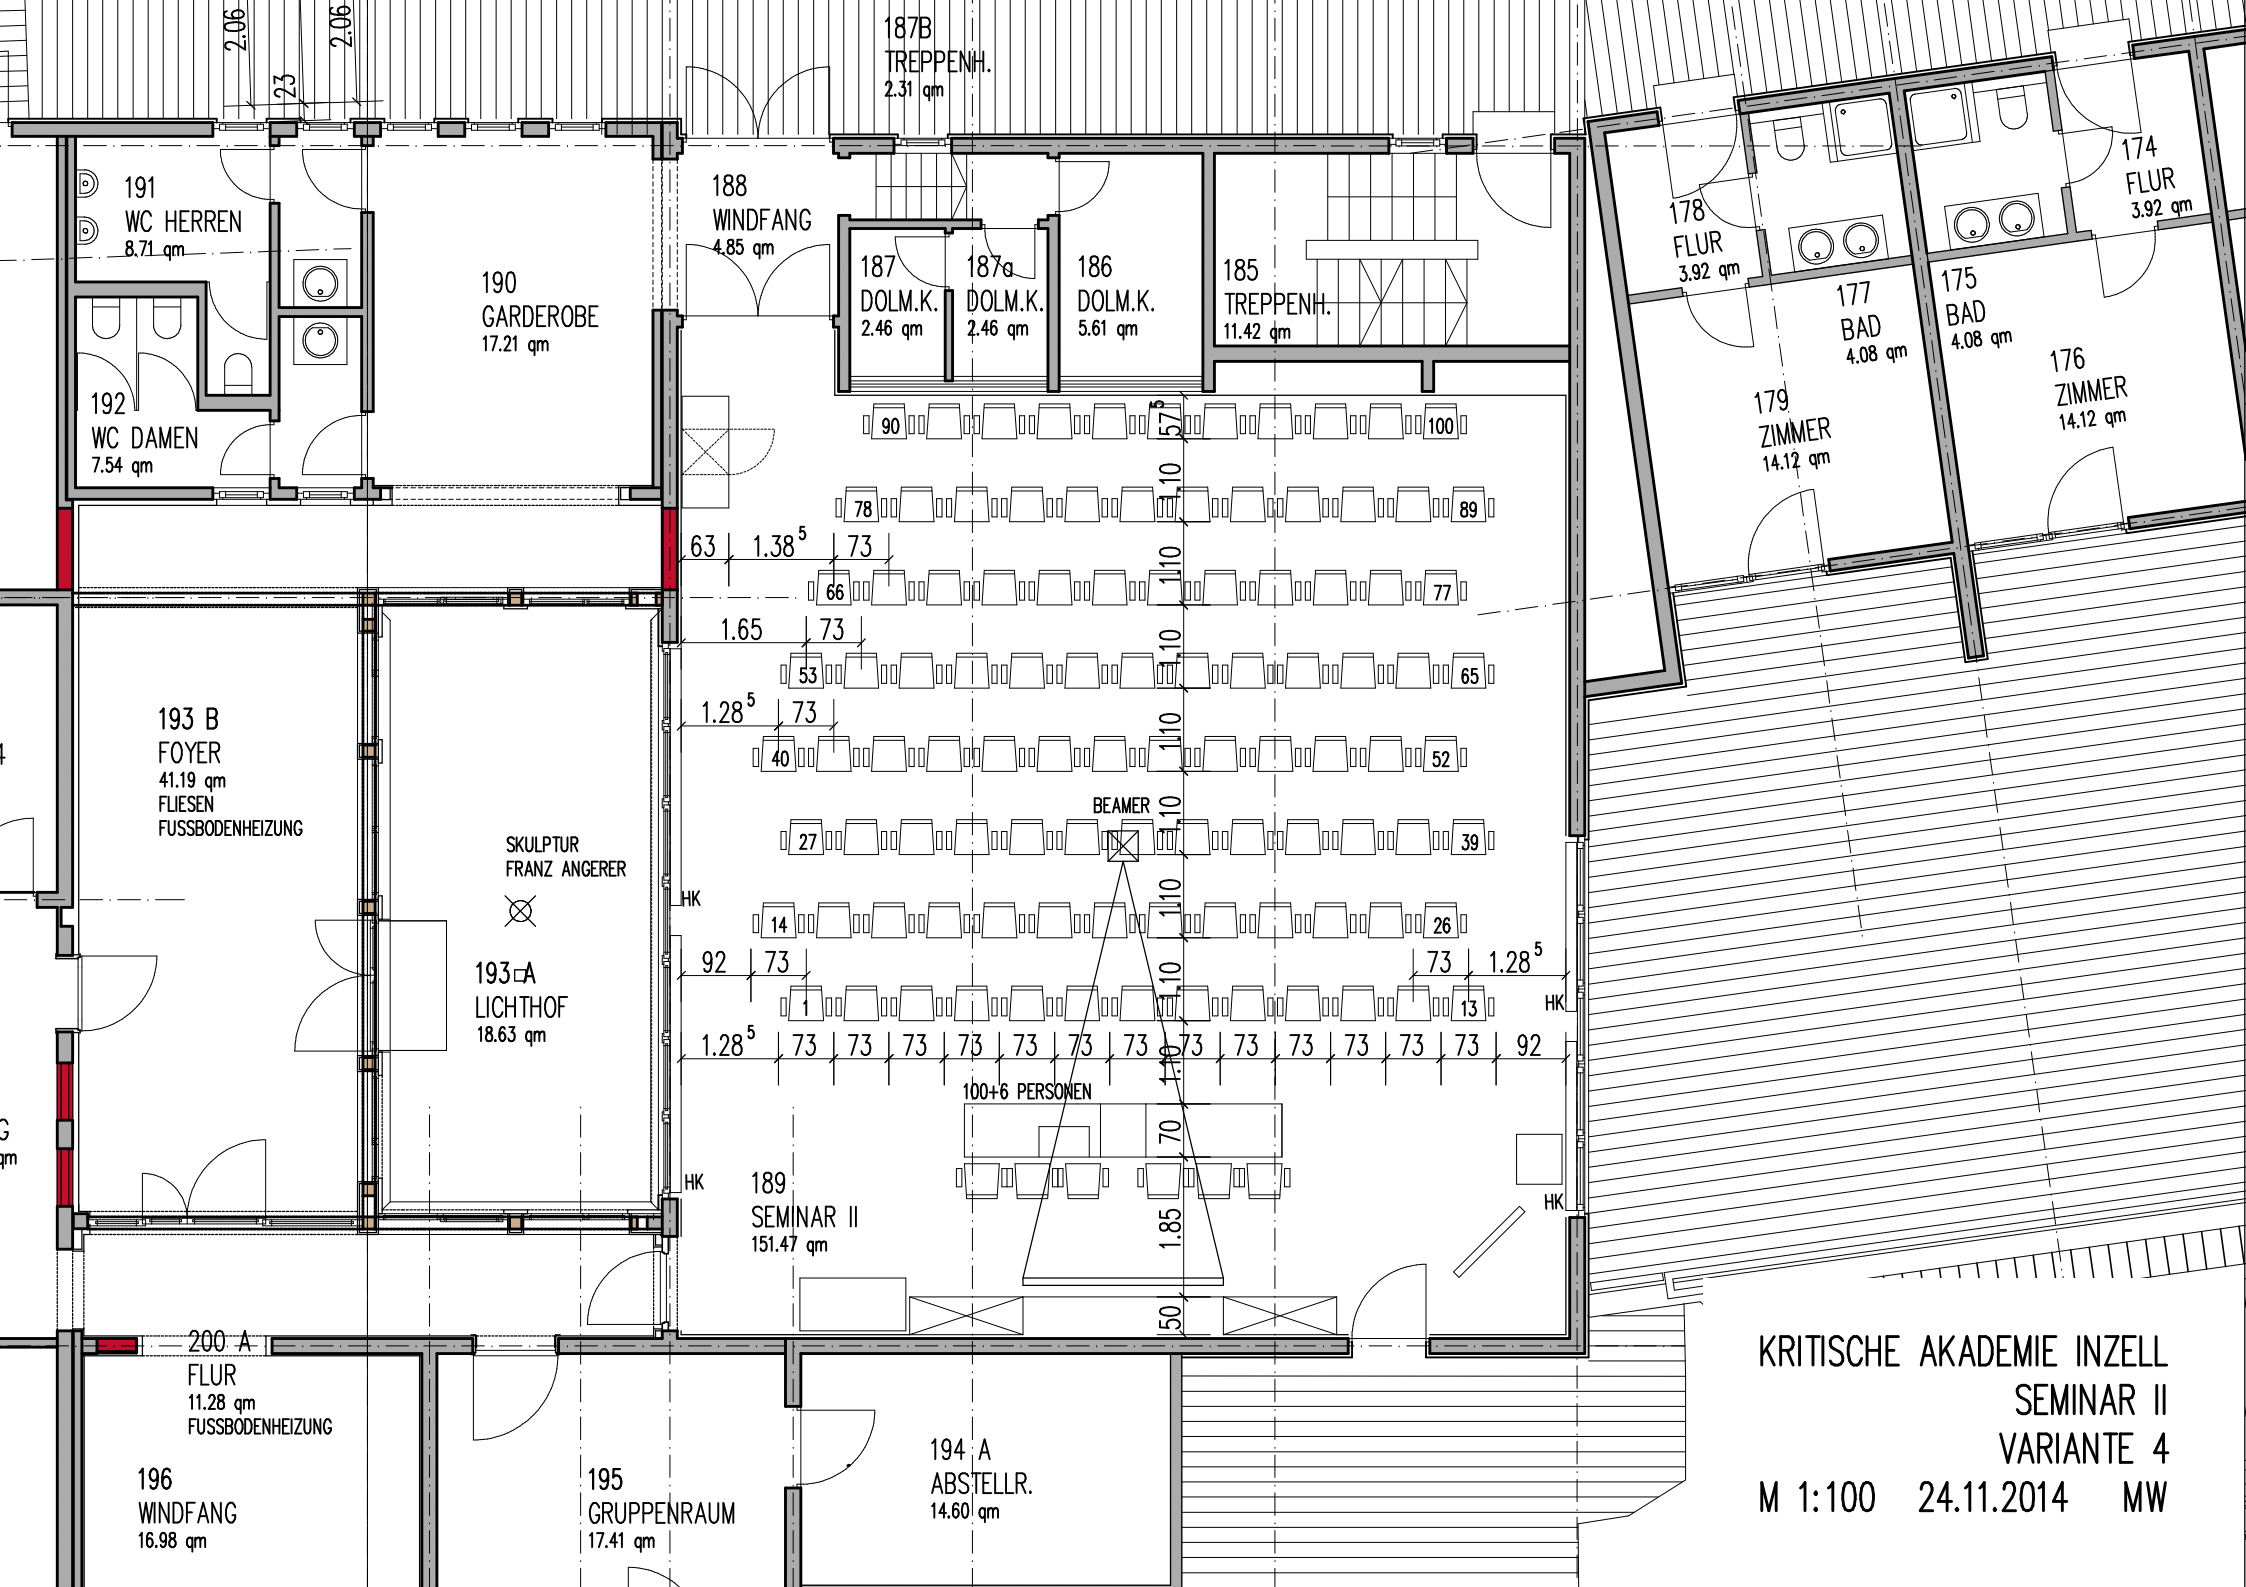 2.06
2.06
23
187B
TREPPENH.
2.31 qm
191
WC HERREN
8.71 qm
188
WINDFANG
4.85 qm
190
GARDEROBE
17.21 qm
187
DOLM.K.
2.46 qm
187a
DOLM.K.
2.46 qm
186
DOLM.K.
5.61 qm
185
TREPPENH.
11.42 qm
178
FLUR
3.92 qm
174
FLUR
3.92 qm
177
BAD
4.08 qm
175
BAD
4.08 qm
176
ZIMMER
14.12 qm
179
ZIMMER
14.12 qm
192
WC DAMEN
7.54 qm
90
57⁵
100
1.10
78
89
63
1.38⁵
73
1.10
66
77
1.65
73
1.10
53
65
1.28⁵
73
1.10
40
52
BEAMER
1.10
27
39
1.10
14
26
92
73
1.10
73
1.28⁵
1
13
1.28⁵
73
73
73
73
73
73
73
73
73
73
73
73
73
92
1.10
HK
HK
HK
HK
193 B
FOYER
41.19 qm
FLIESEN
FUSSBODENHEIZUNG
SKULPTUR
FRANZ ANGERER
193 A
LICHTHOF
18.63 qm
4
G
qm
100+6 PERSONEN
70
1.85
50
189
SEMINAR II
151.47 qm
200 A
FLUR
11.28 qm
FUSSBODENHEIZUNG
196
WINDFANG
16.98 qm
195
GRUPPENRAUM
17.41 qm
194 A
ABSTELLR.
14.60 qm
KRITISCHE AKADEMIE INZELL
SEMINAR II
VARIANTE 4
M 1:100 24.11.2014 MW